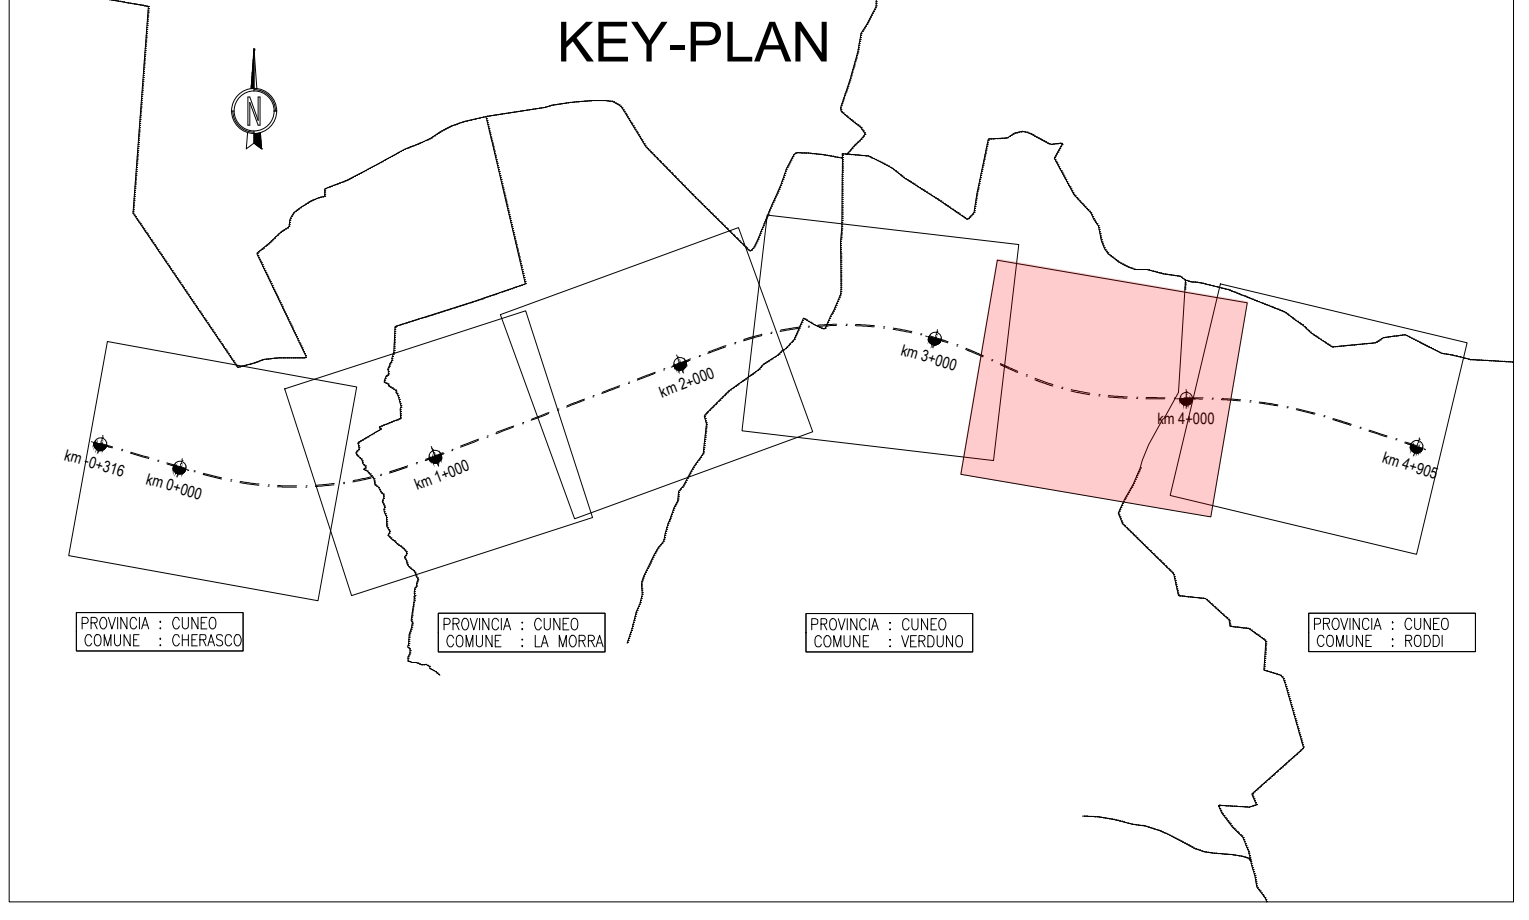 KEY-PLAN
N
km -0+316
km 0+000
km 1+000
km 2+000
km 3+000
km 4+000
km 4+905
PROVINCIA : CUNEO
COMUNE : CHERASCO
PROVINCIA : CUNEO
COMUNE : LA MORRA
PROVINCIA : CUNEO
COMUNE : VERDUNO
PROVINCIA : CUNEO
COMUNE : RODDI